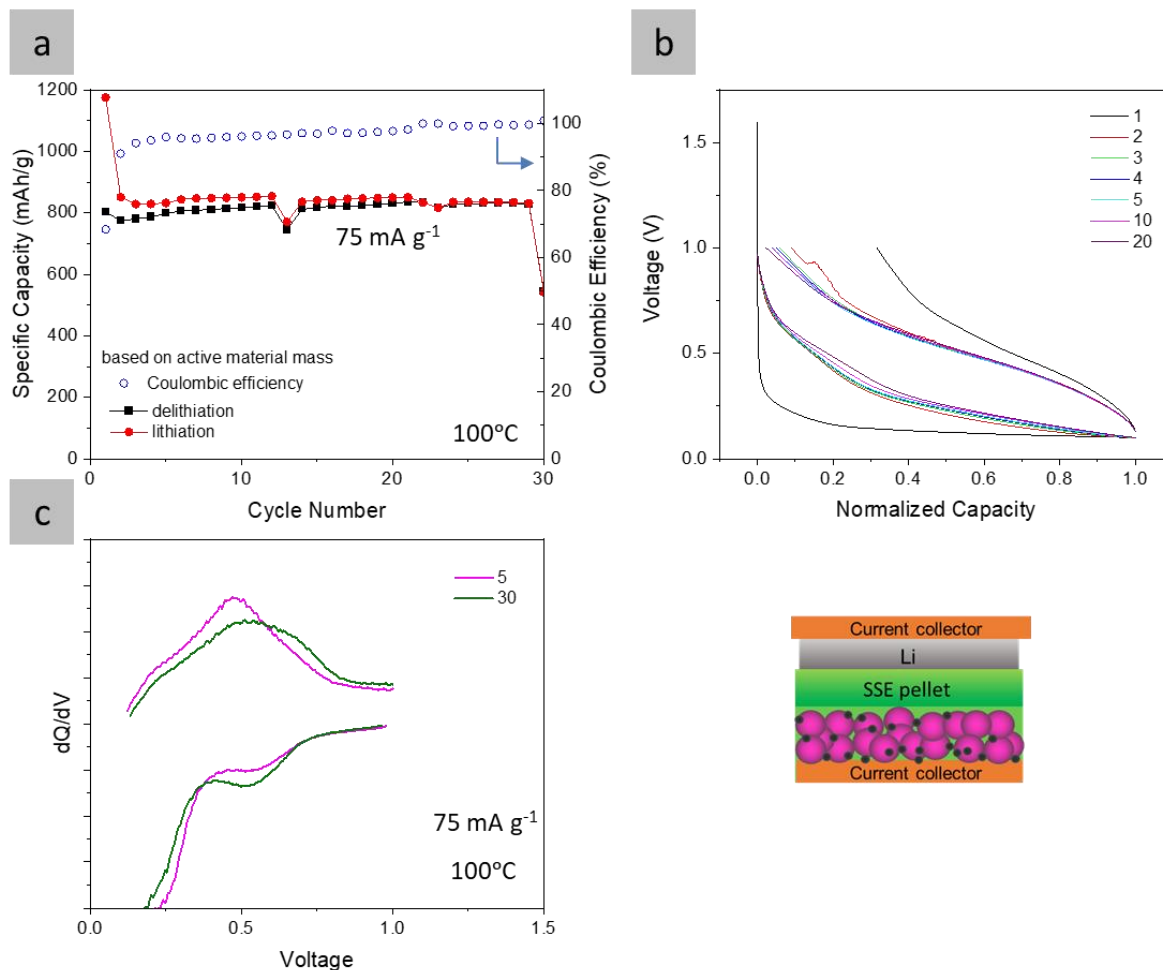 a
1200
1000
800
600
400
200
0
Specific Capacity (mAh/g)
100
80
60
40
20
0
Coulombic Efficiency (%)
75 mA g-1
based on active material mass
Coulombic efficiency
delithiation
lithiation
100°C
0 10 20 30
Cycle Number
b
1.5
1.0
0.5
0.0
Voltage (V)
1
2
3
4
5
10
20
0.0 0.2 0.4 0.6 0.8 1.0
Normalized Capacity
c
dQ/dV
5
30
75 mA g-1
100°C
0.0 0.5 1.0 1.5
Voltage
Current collector
Li
SSE pellet
Current collector